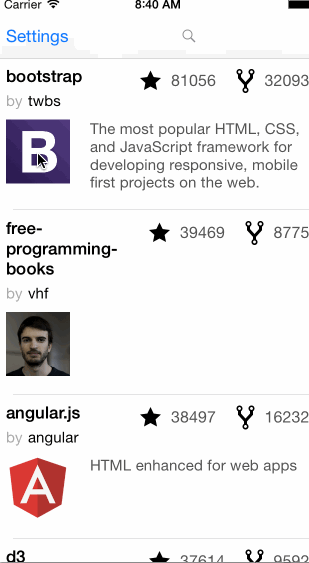 Carrier 8:40 AM
Settings
bootstrap 81056 32093
by twbs
B
The most popular HTML, CSS,
and JavaScript framework for
developing responsive, mobile
first projects on the web.
free-
programming-
books
39469 8775
by vhf
angular.js 38497 16232
by angular
A
HTML enhanced for web apps
d3 37614 9592